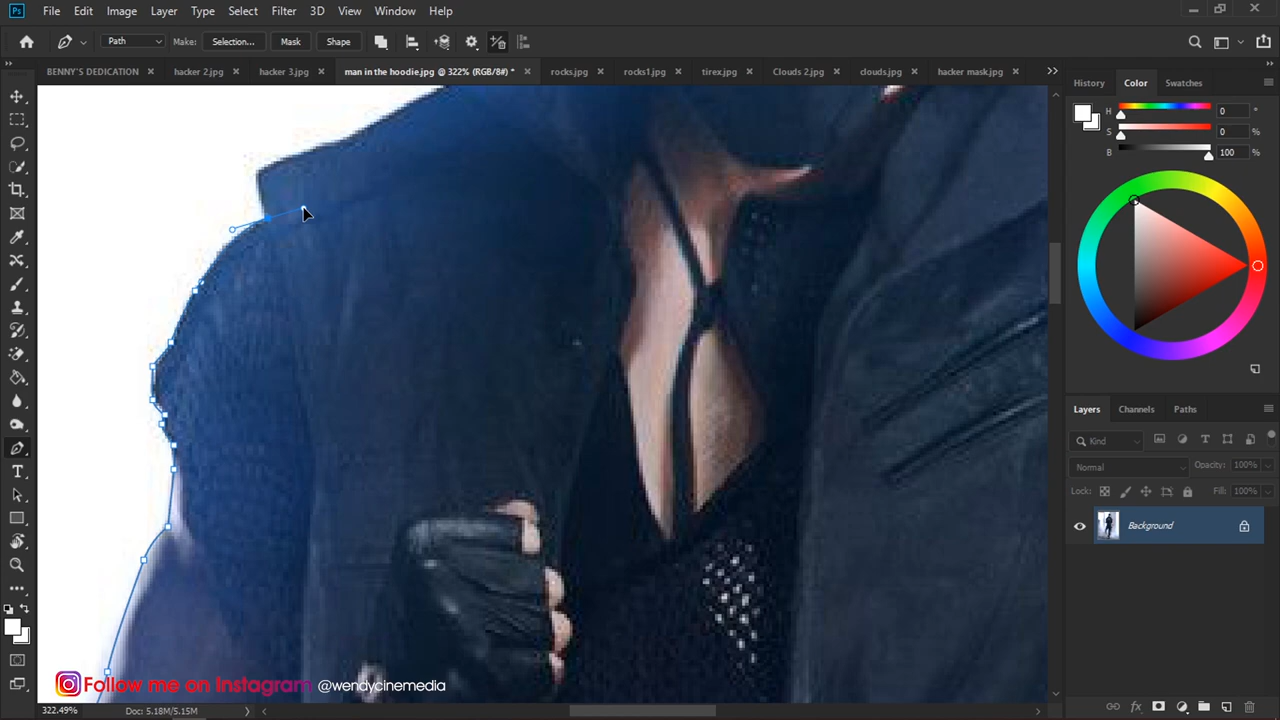 Ps File Edit Image Layer Type Select Filter 3D View Window Help
Path Make: Selection... Mask Shape
BENNY'S DEDICATION hacker 2.jpg hacker 3.jpg man in the hoodie.jpg @ 322% (RGB/8#) * rocks.jpg rocks1.jpg tirex.jpg Clouds 2.jpg clouds.jpg hacker mask.jpg
History Color Swatches
H 0 °
S 0 %
B 100 %
Layers Channels Paths
Kind
Normal Opacity: 100%
Lock: Fill: 100%
Background
Follow me on Instagram @wendycinemedia
322.49% Doc: 5.18M/5.15M